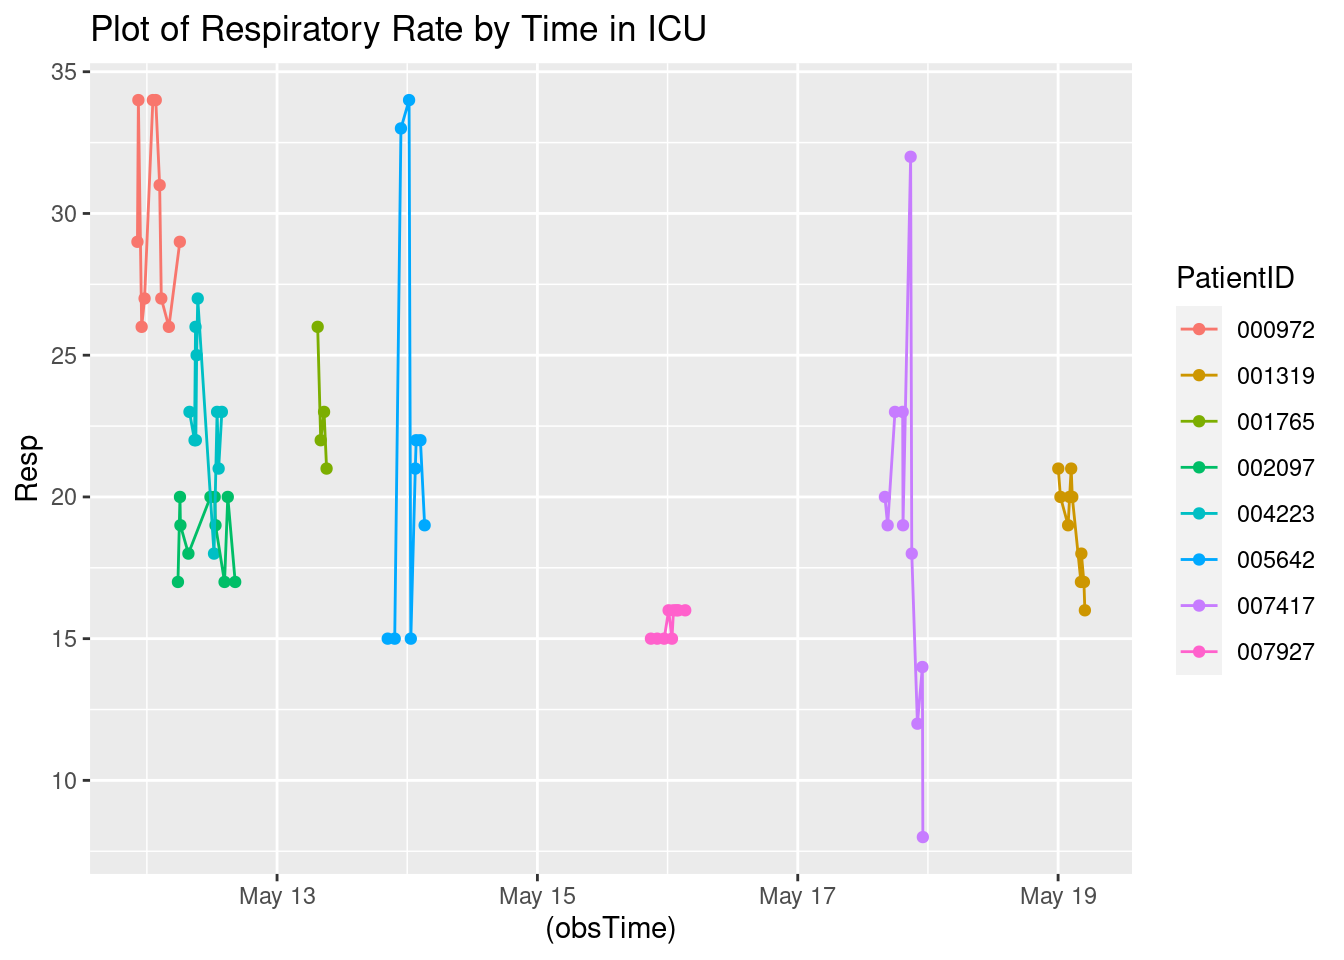 Plot of Respiratory Rate by Time in ICU
35
30
25
20
15
10
Resp
May 13
May 15
May 17
May 19
(obsTime)
PatientID
000972
001319
001765
002097
004223
005642
007417
007927